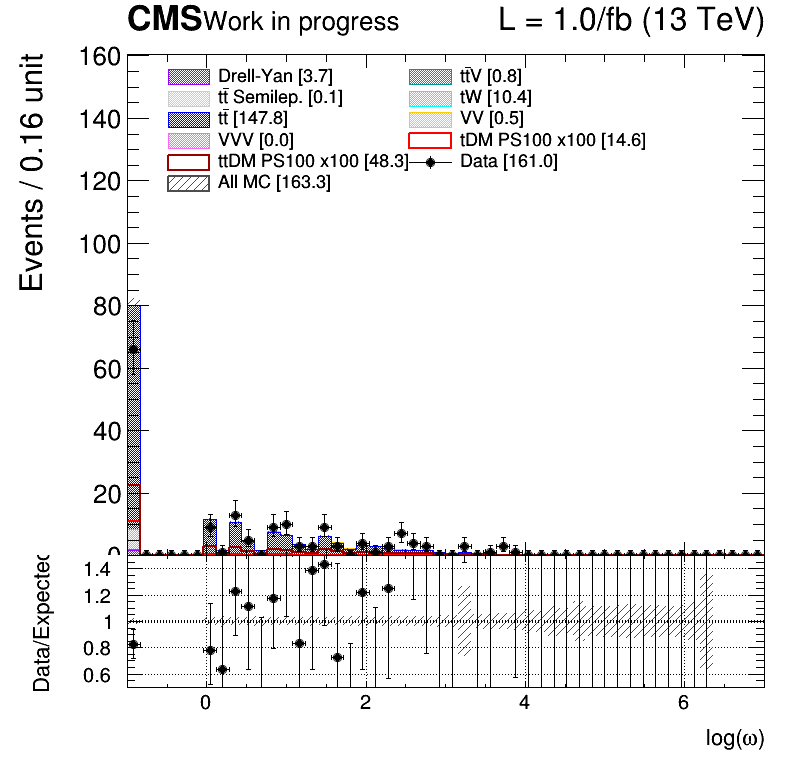 CMS Work in progress L = 1.0/fb (13 TeV)
Events / 0.16 unit
160
140
120
100
80
60
40
20
0
Drell-Yan [3.7] tt̄V [0.8]
tt̄ Semilep. [0.1] tW [10.4]
tt̄ [147.8] VV [0.5]
VVV [0.0] tDM PS100 x100 [14.6]
ttDM PS100 x100 [48.3] Data [161.0]
All MC [163.3]
Data/Expected
1.4
1.2
1
0.8
0.6
0 2 4 6
log(ω)